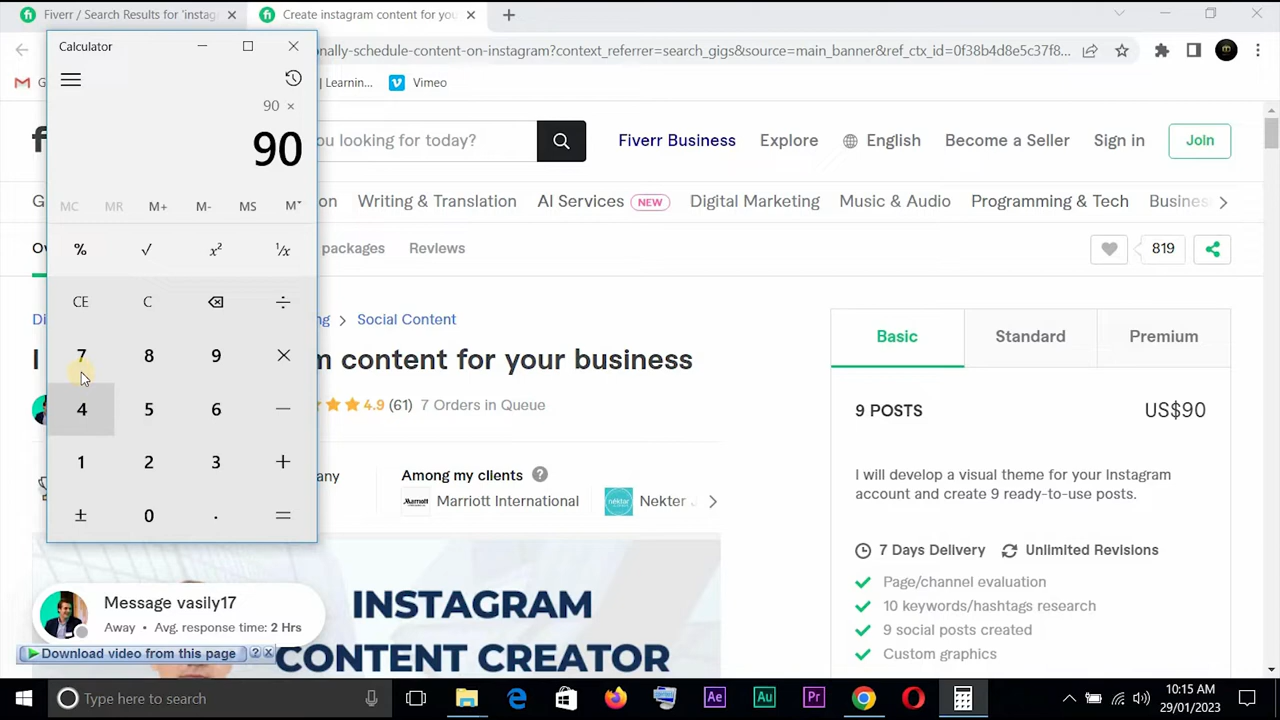 Fiverr / Search Results for 'instag
Create instagram content for you
Calculator
onally-schedule-content-on-instagram?context_referrer=search_gigs&source=main_banner&ref_ctx_id=0f38b4d8e5c37f8...
| Learnin...
Vimeo
90 ×
90
ou looking for today?
Fiverr Business
Explore
English
Become a Seller
Sign in
Join
MC MR M+ M- MS M˅
Writing & Translation
AI Services NEW
Digital Marketing
Music & Audio
Programming & Tech
Busines
% √ x² ¹/x
packages
Reviews
819
CE C ÷
Social Content
Basic
Standard
Premium
7 8 9 ×
m content for your business
4.9 (61) 7 Orders in Queue
4 5 6 −
9 POSTS
US$90
1 2 3 +
Among my clients ?
Marriott International
Nekter
I will develop a visual theme for your Instagram
account and create 9 ready-to-use posts.
± 0 . =
7 Days Delivery
Unlimited Revisions
Page/channel evaluation
10 keywords/hashtags research
9 social posts created
Custom graphics
Message vasily17
Away • Avg. response time: 2 Hrs
INSTAGRAM
CONTENT CREATOR
Download video from this page ? x
Type here to search
Ae
Au
Pr
10:15 AM
29/01/2023